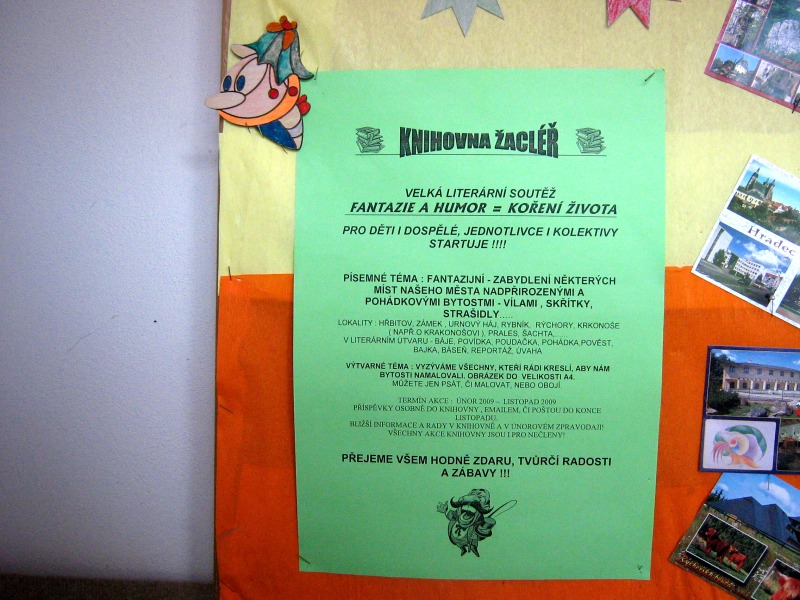 KNIHOVNA ŽACLÉŘ
VELKÁ LITERÁRNÍ SOUTĚŽ
FANTAZIE A HUMOR = KOŘENÍ ŽIVOTA
PRO DĚTI I DOSPĚLÉ, JEDNOTLIVCE I KOLEKTIVY
STARTUJE !!!!
PÍSEMNÉ TÉMA : FANTAZIJNÍ - ZABYDLENÍ NĚKTERÝCH
MÍST NAŠEHO MĚSTA NADPŘIROZENÝMI A
POHÁDKOVÝMI BYTOSTMI - VÍLAMI , SKŘÍTKY,
STRAŠIDLY.....
LOKALITY : HŘBITOV, ZÁMEK , URNOVÝ HÁJ, RYBNÍK, RÝCHORY, KRKONOŠE
( NAPŘ.O KRAKONOŠOVI ), PRALES, ŠACHTA,...
V LITERÁRNÍM ÚTVARU - BÁJE, POVÍDKA, POUDAČKA, POHÁDKA,POVĚST,
BAJKA, BÁSEŇ, REPORTÁŽ, ÚVAHA
VÝTVARNÉ TÉMA : VYZÝVÁME VŠECHNY, KTEŘÍ RÁDI KRESLÍ, ABY NÁM
BYTOSTI NAMALOVALI. OBRÁZEK DO VELIKOSTI A4.
MŮŽETE JEN PSÁT, ČI MALOVAT, NEBO OBOJÍ
TERMÍN AKCE : ÚNOR 2009 – LISTOPAD 2009
PŘÍSPĚVKY OSOBNĚ DO KNIHOVNY , EMAILEM, ČI POŠTOU DO KONCE
LISTOPADU.
BLIŽŠÍ INFORMACE A RADY V KNIHOVNĚ A V ÚNOROVÉM ZPRAVODAJI!
VŠECHNY AKCE KNIHOVNY JSOU I PRO NEČLENY!
PŘEJEME VŠEM HODNĚ ZDARU, TVŮRČÍ RADOSTI
A ZÁBAVY !!!
Hradec